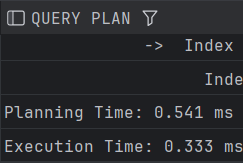 QUERY PLAN
-> Index
Inde
Planning Time: 0.541 ms
Execution Time: 0.333 ms